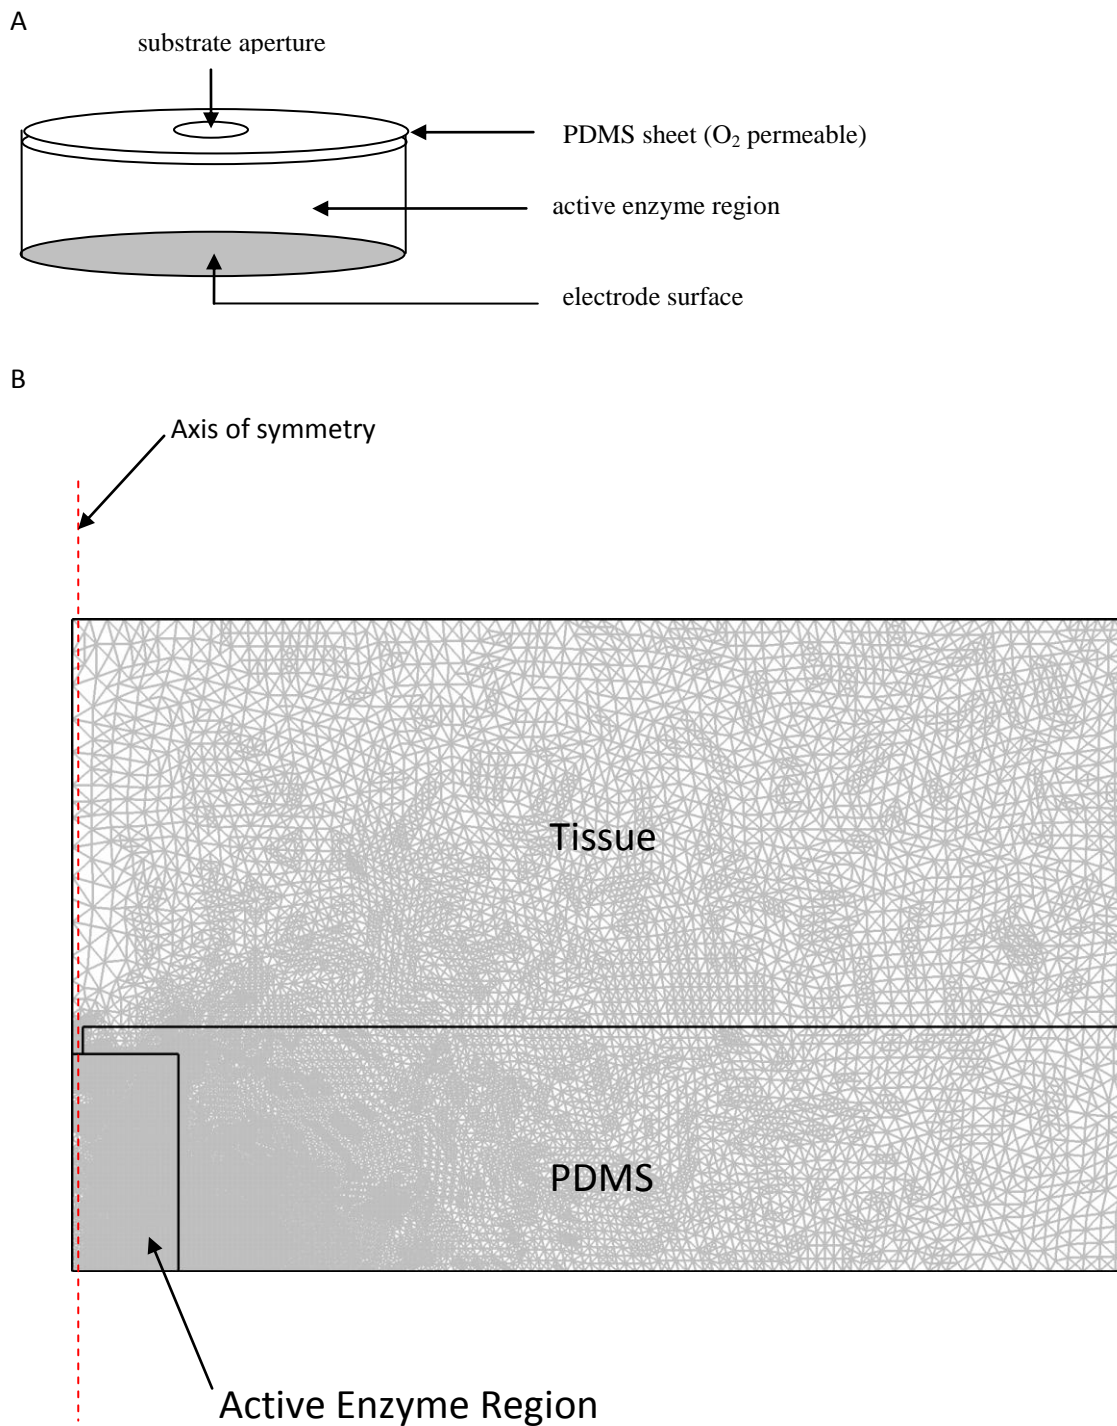 A
substrate aperture
PDMS sheet (O₂ permeable)
active enzyme region
electrode surface
B
Axis of symmetry
Tissue
PDMS
Active Enzyme Region